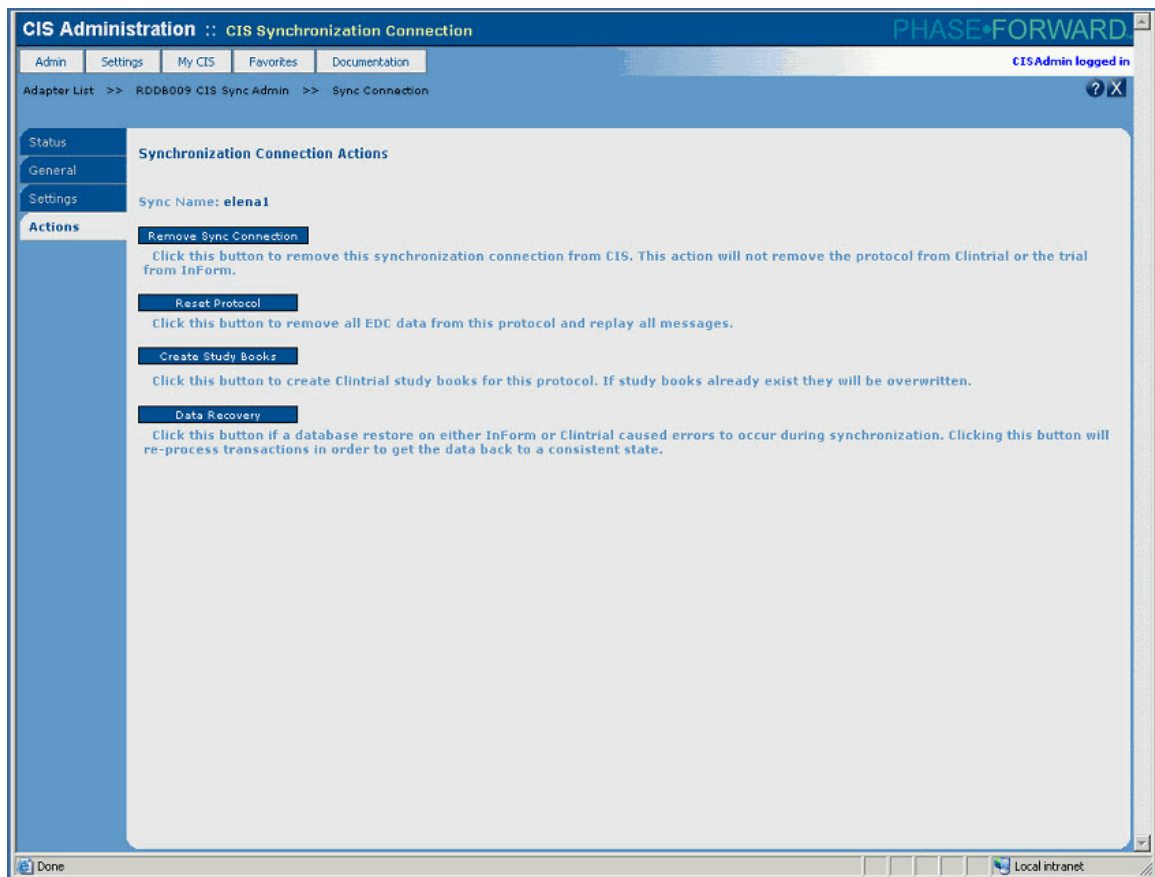 CIS Administration :: CIS Synchronization Connection
PHASE•FORWARD™
Admin Settings My CIS Favorites Documentation
CISAdmin logged in
Adapter List >> RDDB009 CIS Sync Admin >> Sync Connection
? X
Status
General
Settings
Actions
Synchronization Connection Actions
Sync Name: elena1
Remove Sync Connection
Click this button to remove this synchronization connection from CIS. This action will not remove the protocol from Clintrial or the trial
from InForm.
Reset Protocol
Click this button to remove all EDC data from this protocol and replay all messages.
Create Study Books
Click this button to create Clintrial study books for this protocol. If study books already exist they will be overwritten.
Data Recovery
Click this button if a database restore on either InForm or Clintrial caused errors to occur during synchronization. Clicking this button will
re-process transactions in order to get the data back to a consistent state.
Done
Local intranet